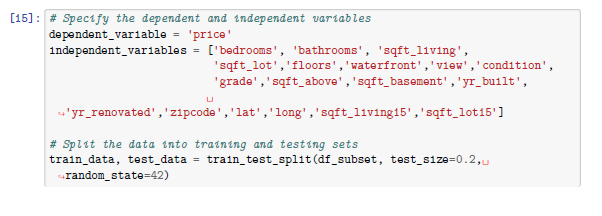 [15]: # Specify the dependent and independent variables
dependent_variable = 'price'
independent_variables = ['bedrooms', 'bathrooms', 'sqft_living',
'sqft_lot','floors','waterfront','view','condition',
'grade','sqft_above','sqft_basement','yr_built',
␣
↪'yr_renovated','zipcode','lat','long','sqft_living15','sqft_lot15']
# Split the data into training and testing sets
train_data, test_data = train_test_split(df_subset, test_size=0.2,␣
↪random_state=42)